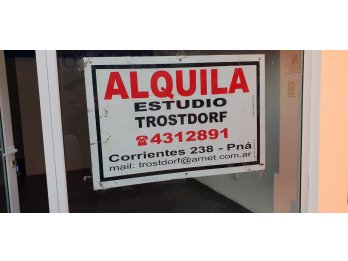 ALQUILA
ESTUDIO
TROSTDORF
☎4312891
Corrientes 238 - Pná
mail: trostdorf@arnet.com.ar